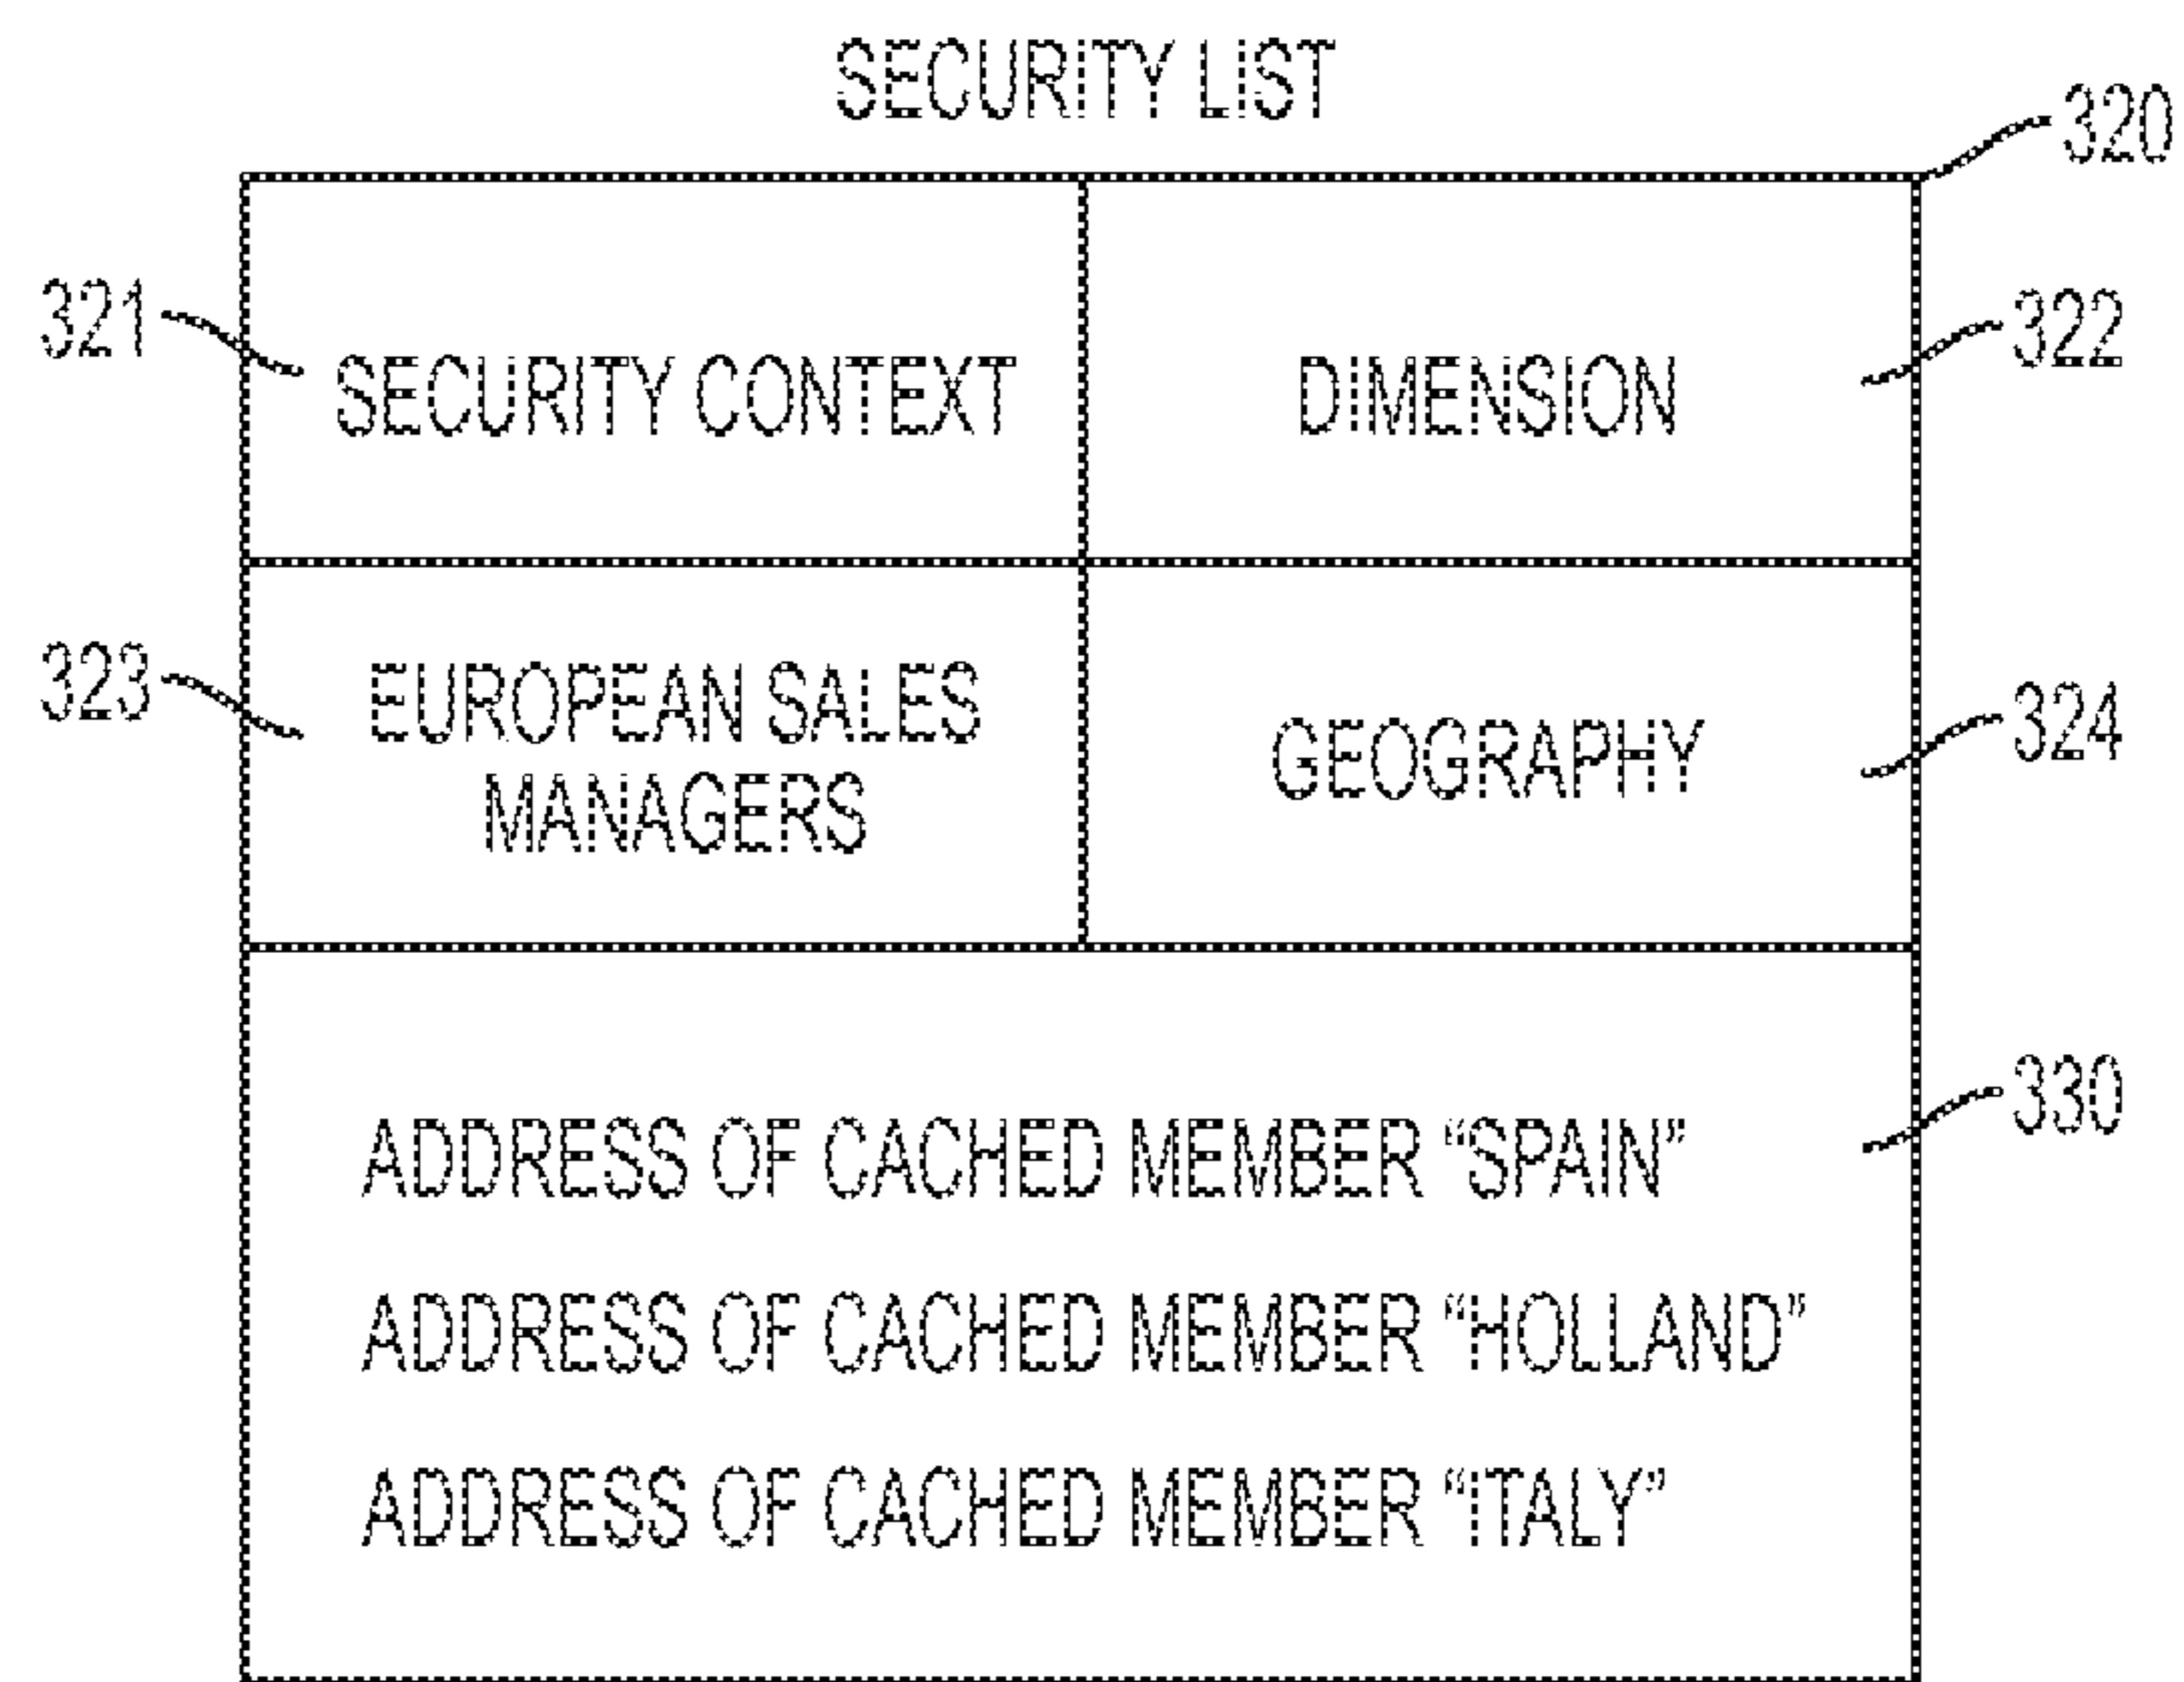 SECURITY LIST
320
321
SECURITY CONTEXT
DIMENSION
322
323
EUROPEAN SALES
MANAGERS
GEOGRAPHY
324
330
ADDRESS OF CACHED MEMBER “SPAIN”
ADDRESS OF CACHED MEMBER “HOLLAND”
ADDRESS OF CACHED MEMBER “ITALY”